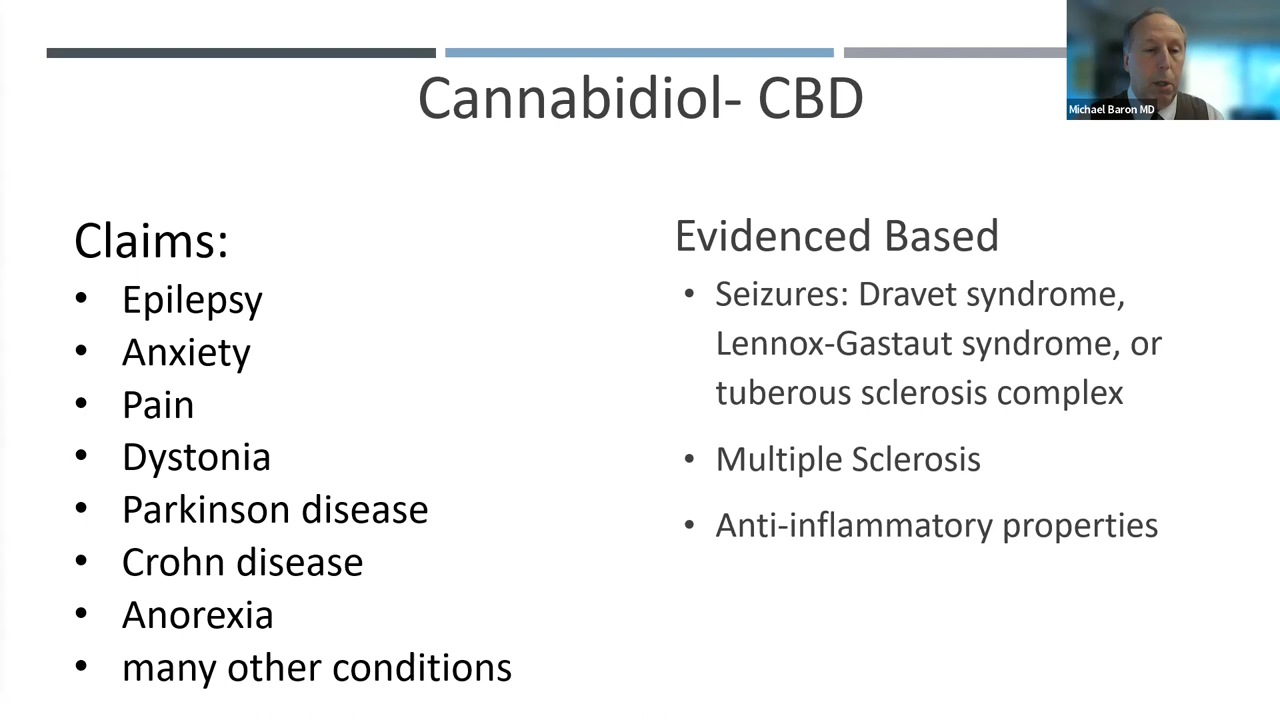 Michael Baron MD
Cannabidiol- CBD
Claims:
• Epilepsy
• Anxiety
• Pain
• Dystonia
• Parkinson disease
• Crohn disease
• Anorexia
• many other conditions
Evidenced Based
• Seizures: Dravet syndrome,
Lennox-Gastaut syndrome, or
tuberous sclerosis complex
• Multiple Sclerosis
• Anti-inflammatory properties